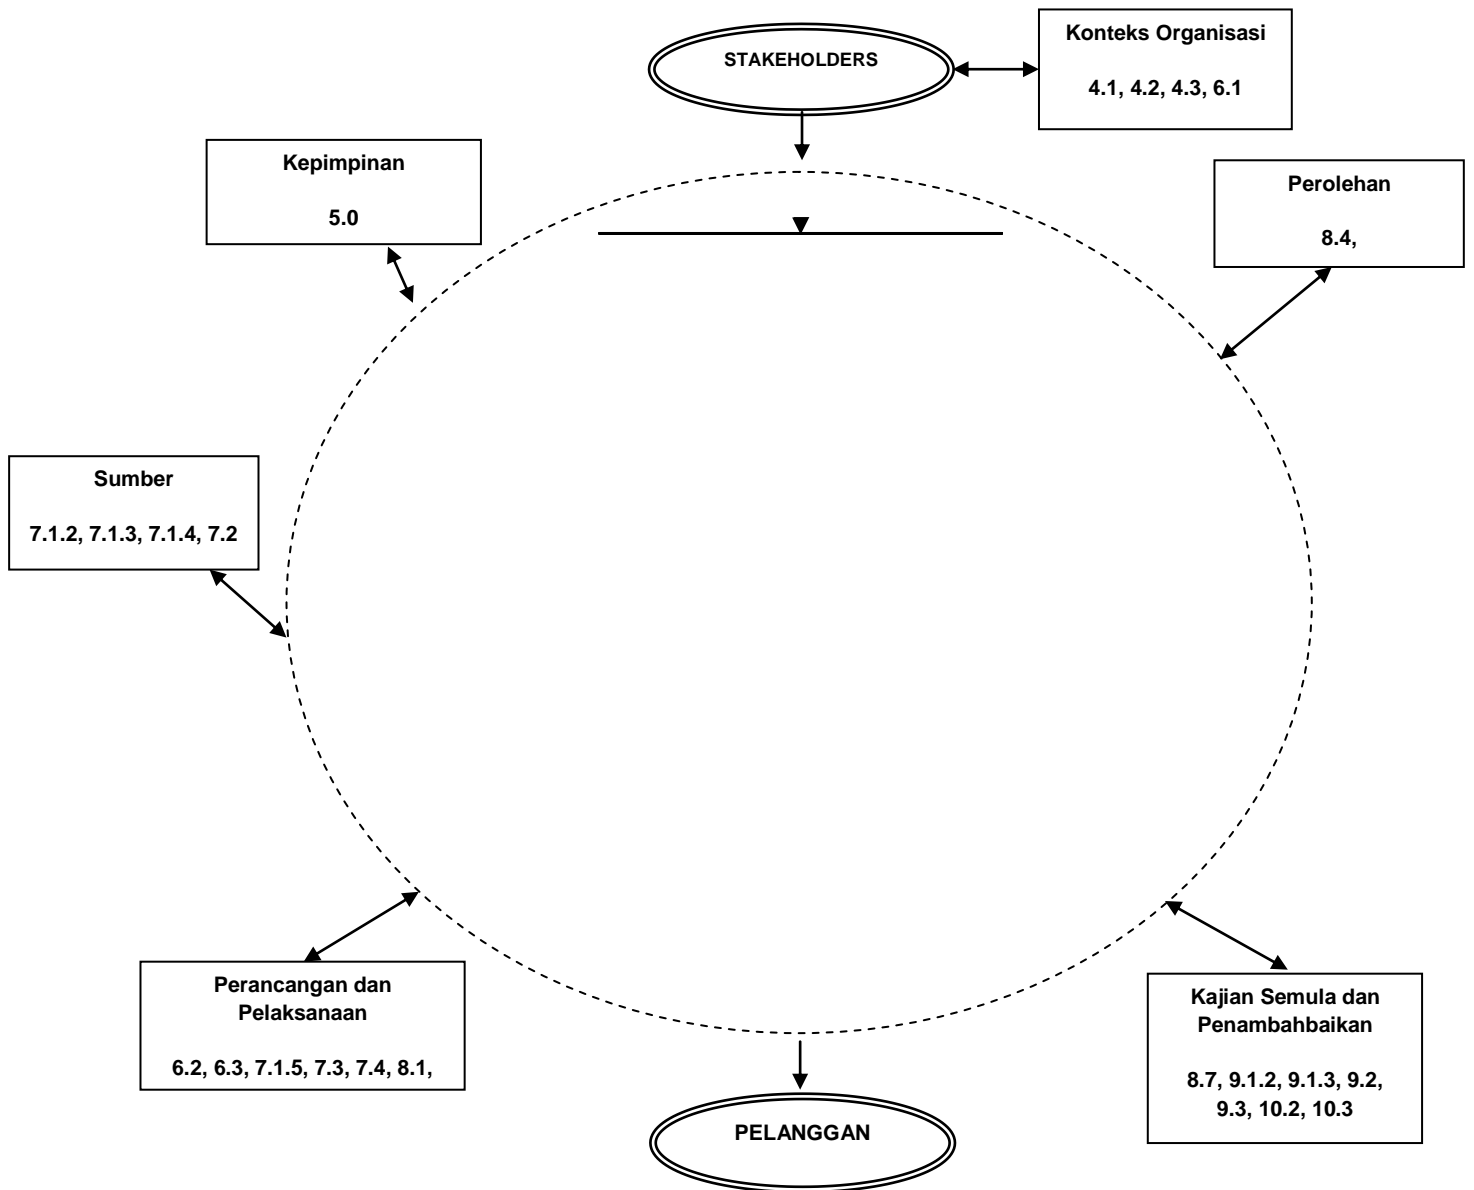 STAKEHOLDERS
Konteks Organisasi
4.1, 4.2, 4.3, 6.1
Kepimpinan
5.0
Perolehan
8.4,
Sumber
7.1.2, 7.1.3, 7.1.4, 7.2
Perancangan dan
Pelaksanaan
6.2, 6.3, 7.1.5, 7.3, 7.4, 8.1,
Kajian Semula dan
Penambahbaikan
8.7, 9.1.2, 9.1.3, 9.2,
9.3, 10.2, 10.3
PELANGGAN